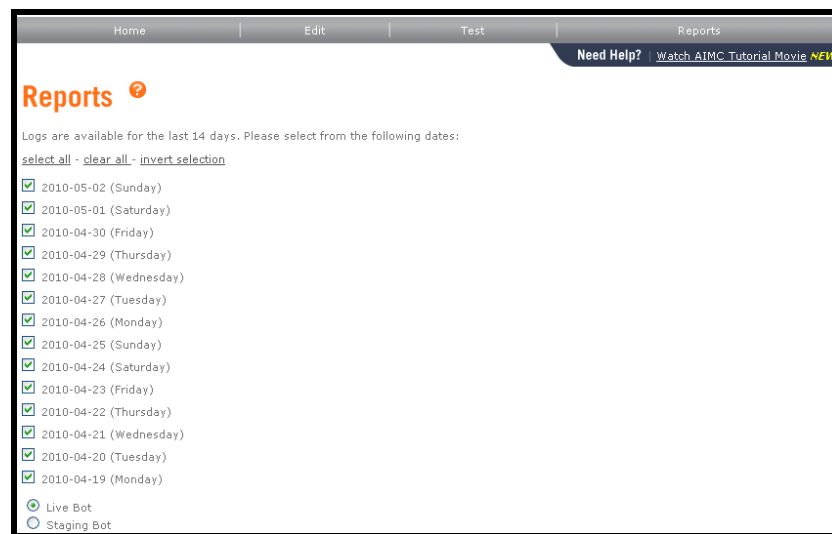 Home Edit Test Reports
Need Help? | Watch AIMC Tutorial Movie NEW
Reports ?
Logs are available for the last 14 days. Please select from the following dates:
select all - clear all - invert selection
2010-05-02 (Sunday)
2010-05-01 (Saturday)
2010-04-30 (Friday)
2010-04-29 (Thursday)
2010-04-28 (Wednesday)
2010-04-27 (Tuesday)
2010-04-26 (Monday)
2010-04-25 (Sunday)
2010-04-24 (Saturday)
2010-04-23 (Friday)
2010-04-22 (Thursday)
2010-04-21 (Wednesday)
2010-04-20 (Tuesday)
2010-04-19 (Monday)
Live Bot
Staging Bot